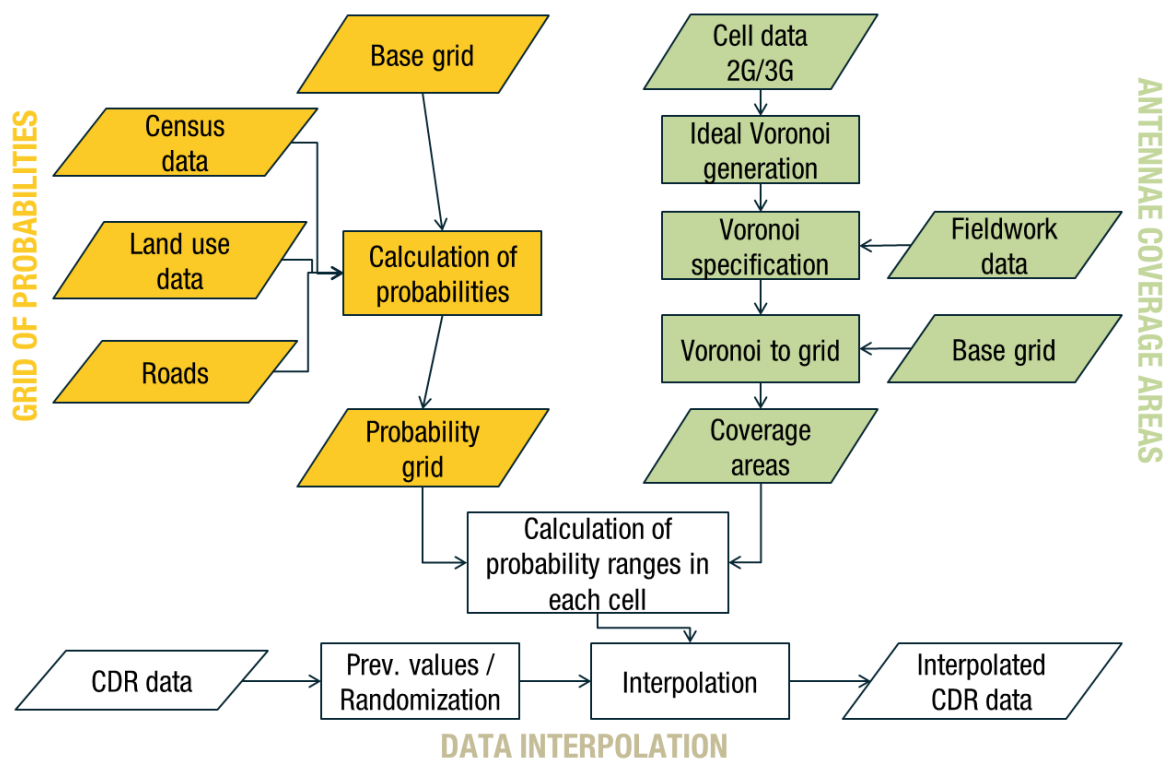 Base grid
Cell data
2G/3G
Census
data
Ideal Voronoi
generation
Land use
data
Calculation of
probabilities
Voronoi
specification
Fieldwork
data
Roads
Voronoi to grid
Base grid
Probability
grid
Coverage
areas
GRID OF PROBABILITIES
ANTENNAE COVERAGE AREAS
Calculation of
probability ranges in
each cell
CDR data
Prev. values /
Randomization
Interpolation
Interpolated
CDR data
DATA INTERPOLATION